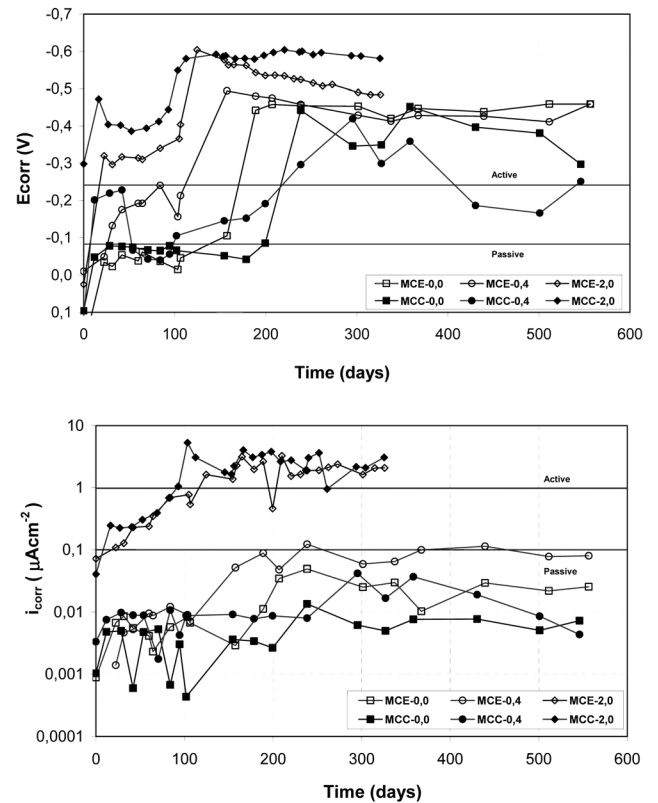 -0,7
-0,6
-0,5
-0,4
-0,3
-0,2
-0,1
0,0
0,1
Ecorr (V)
Active
Passive
MCE-0,0 MCE-0,4 MCE-2,0
MCC-0,0 MCC-0,4 MCC-2,0
0 100 200 300 400 500 600
Time (days)
10
1
0,1
0,01
0,001
0,0001
icorr ( μAcm-2 )
Active
Passive
MCE-0,0 MCE-0,4 MCE-2,0
MCC-0,0 MCC-0,4 MCC-2,0
0 100 200 300 400 500 600
Time (days)